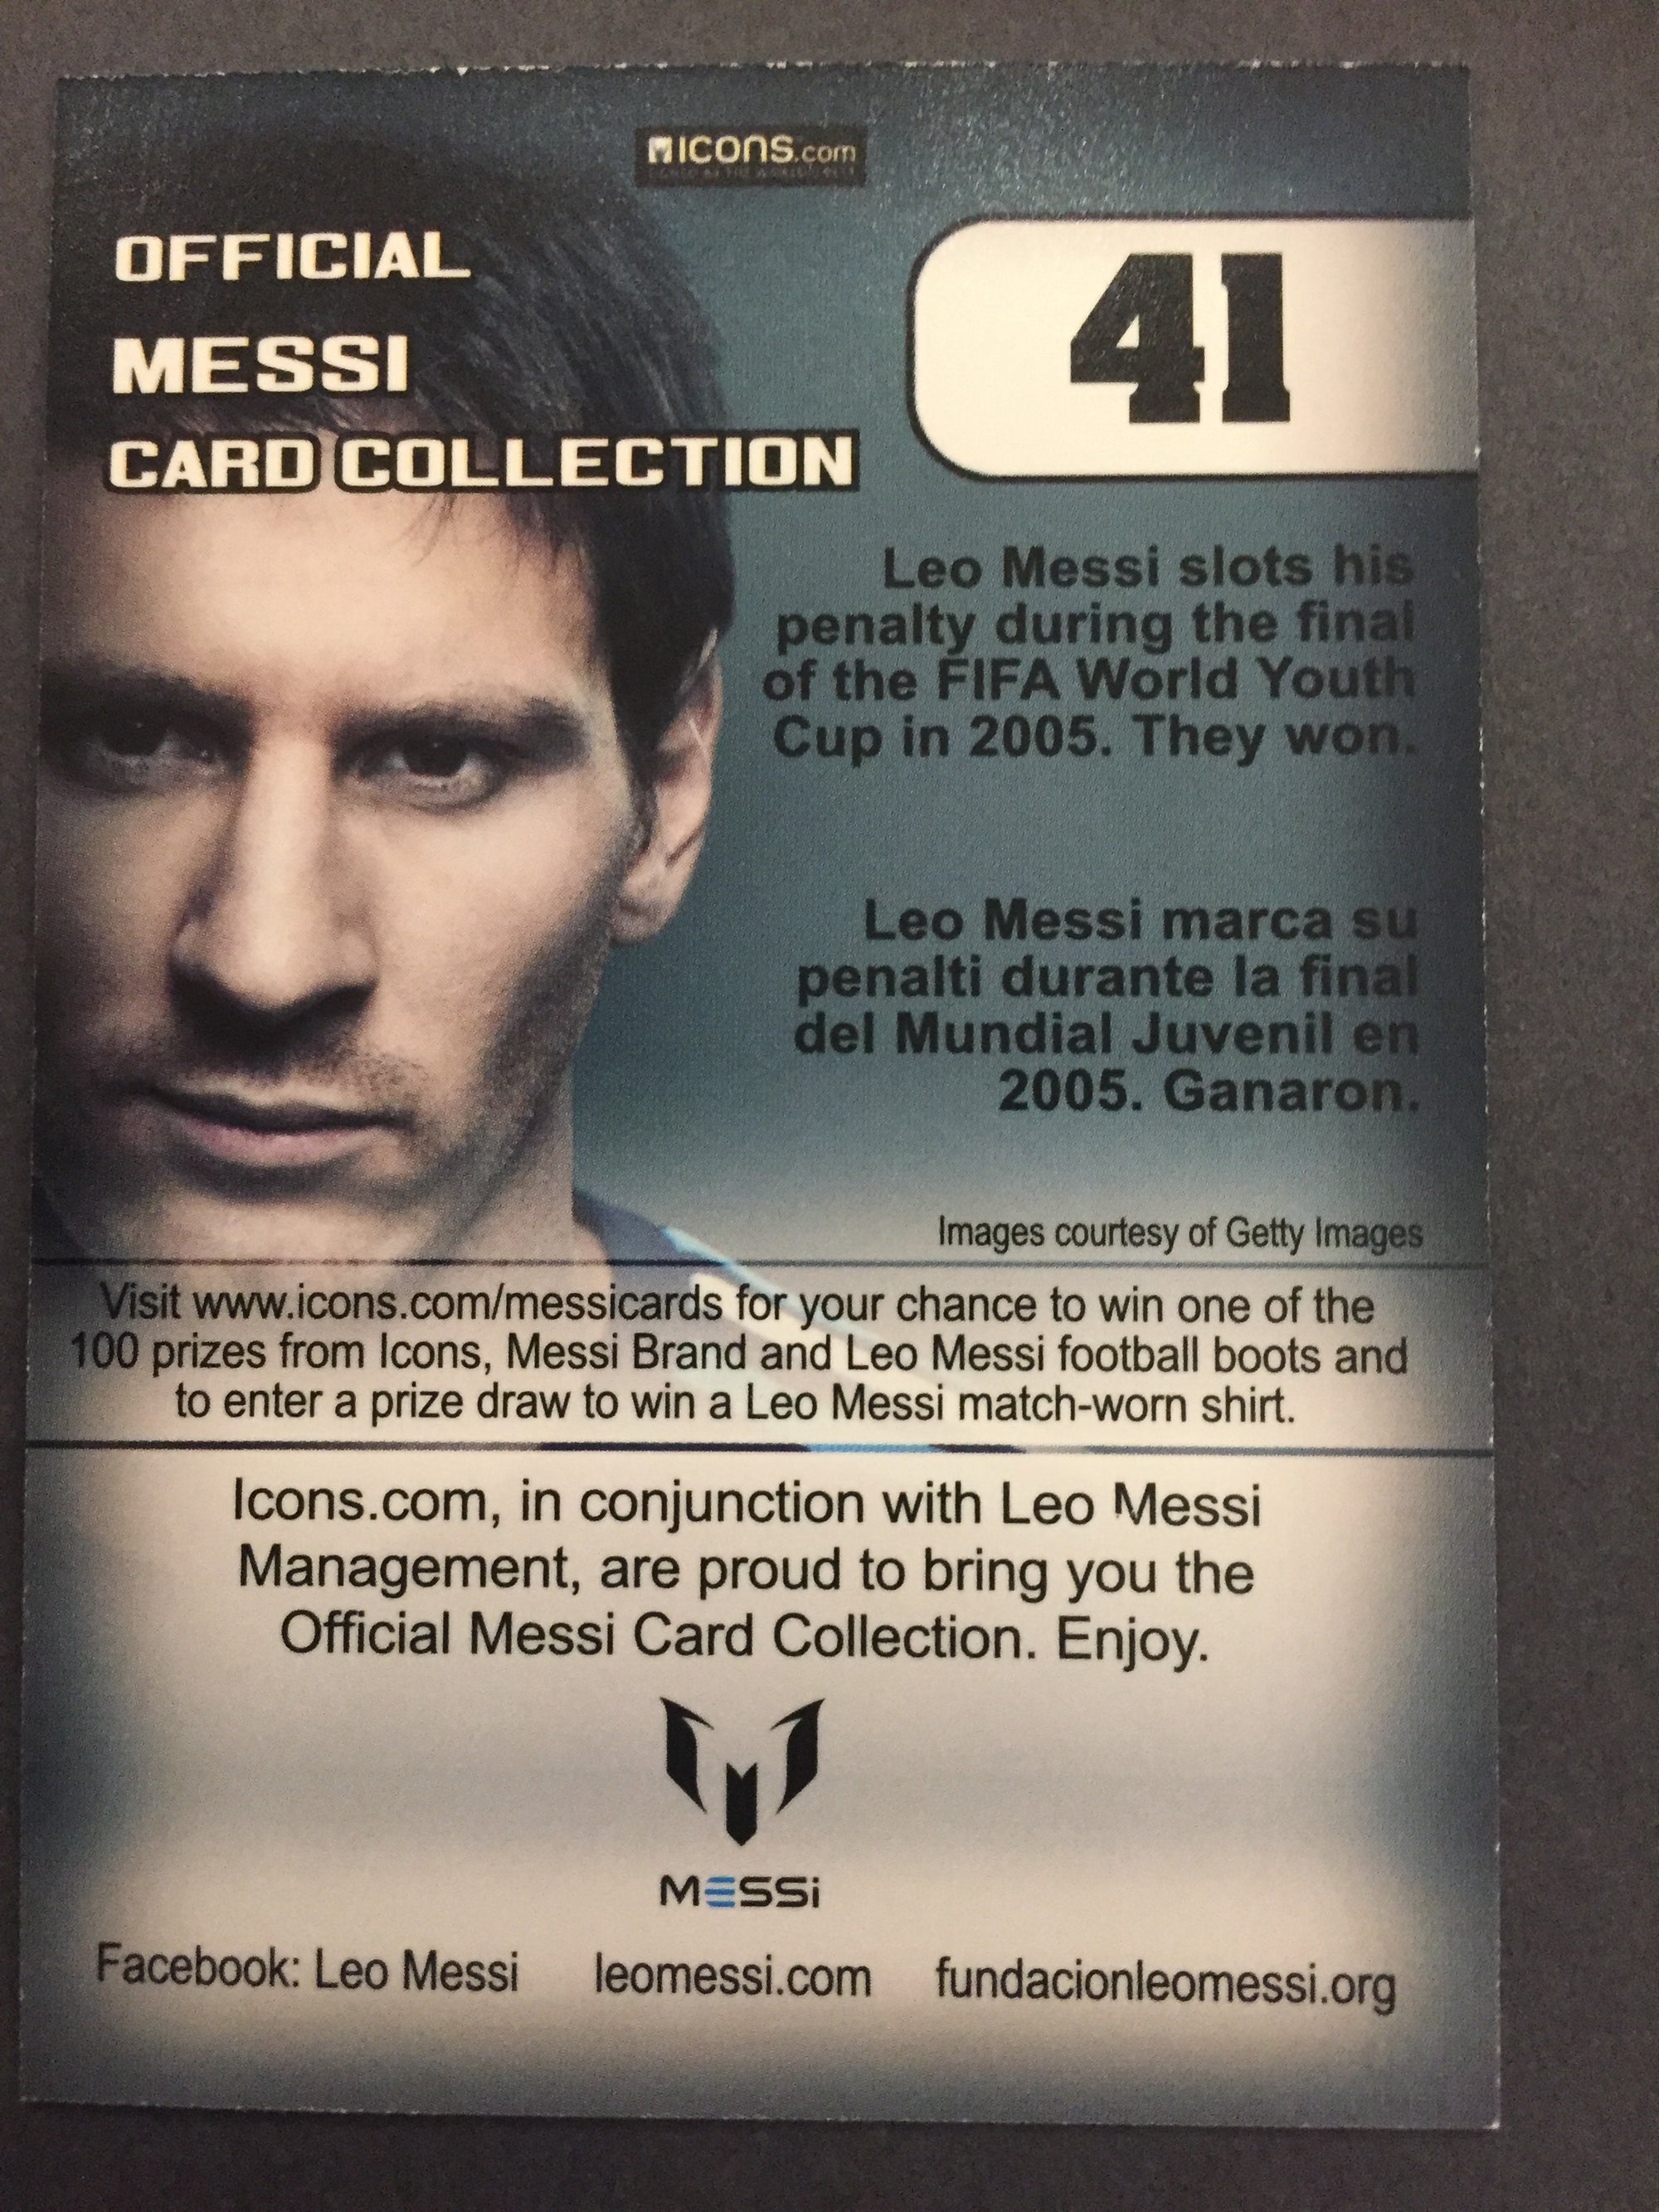 ICONS.com
OFFICIAL
MESSI
CARD COLLECTION
41
Leo Messi slots his
penalty during the final
of the FIFA World Youth
Cup in 2005. They won.
Leo Messi marca su
penalti durante la final
del Mundial Juvenil en
2005. Ganaron.
Images courtesy of Getty Images
Visit www.icons.com/messicards for your chance to win one of the
100 prizes from Icons, Messi Brand and Leo Messi football boots and
to enter a prize draw to win a Leo Messi match-worn shirt.
Icons.com, in conjunction with Leo Messi
Management, are proud to bring you the
Official Messi Card Collection. Enjoy.
MESSi
Facebook: Leo Messi leomessi.com fundacionleomessi.org